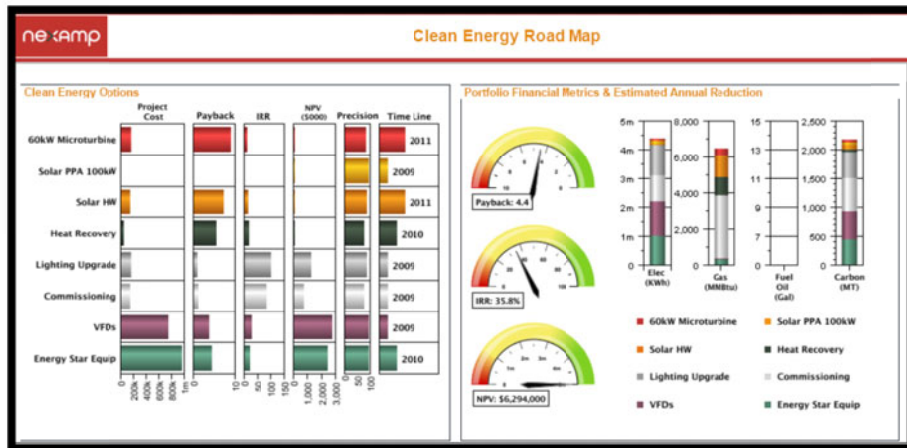 nexamp
Clean Energy Road Map
Clean Energy Options
Project Cost
Payback
IRR
NPV ($000)
Precision
Time Line
60kW Microturbine
2011
Solar PPA 100kW
2009
Solar HW
2011
Heat Recovery
2010
Lighting Upgrade
2009
Commissioning
2009
VFDs
2009
Energy Star Equip
2010
0
200k
400k
600k
800k
1m
0
10
0
50
100
150
0
1,000
2,000
3,000
0
50
100
Portfolio Financial Metrics & Estimated Annual Reduction
Payback: 4.4
IRR: 35.8%
NPV: $6,294,000
5m
4m
3m
2m
1m
0
Elec (KWh)
8,000
6,000
4,000
2,000
0
Gas (MMBtu)
15
13
11
9
7
0
Fuel Oil (Gal)
2,500
2,000
1,500
1,000
500
0
Carbon (MT)
60kW Microturbine
Solar PPA 100kW
Solar HW
Heat Recovery
Lighting Upgrade
Commissioning
VFDs
Energy Star Equip